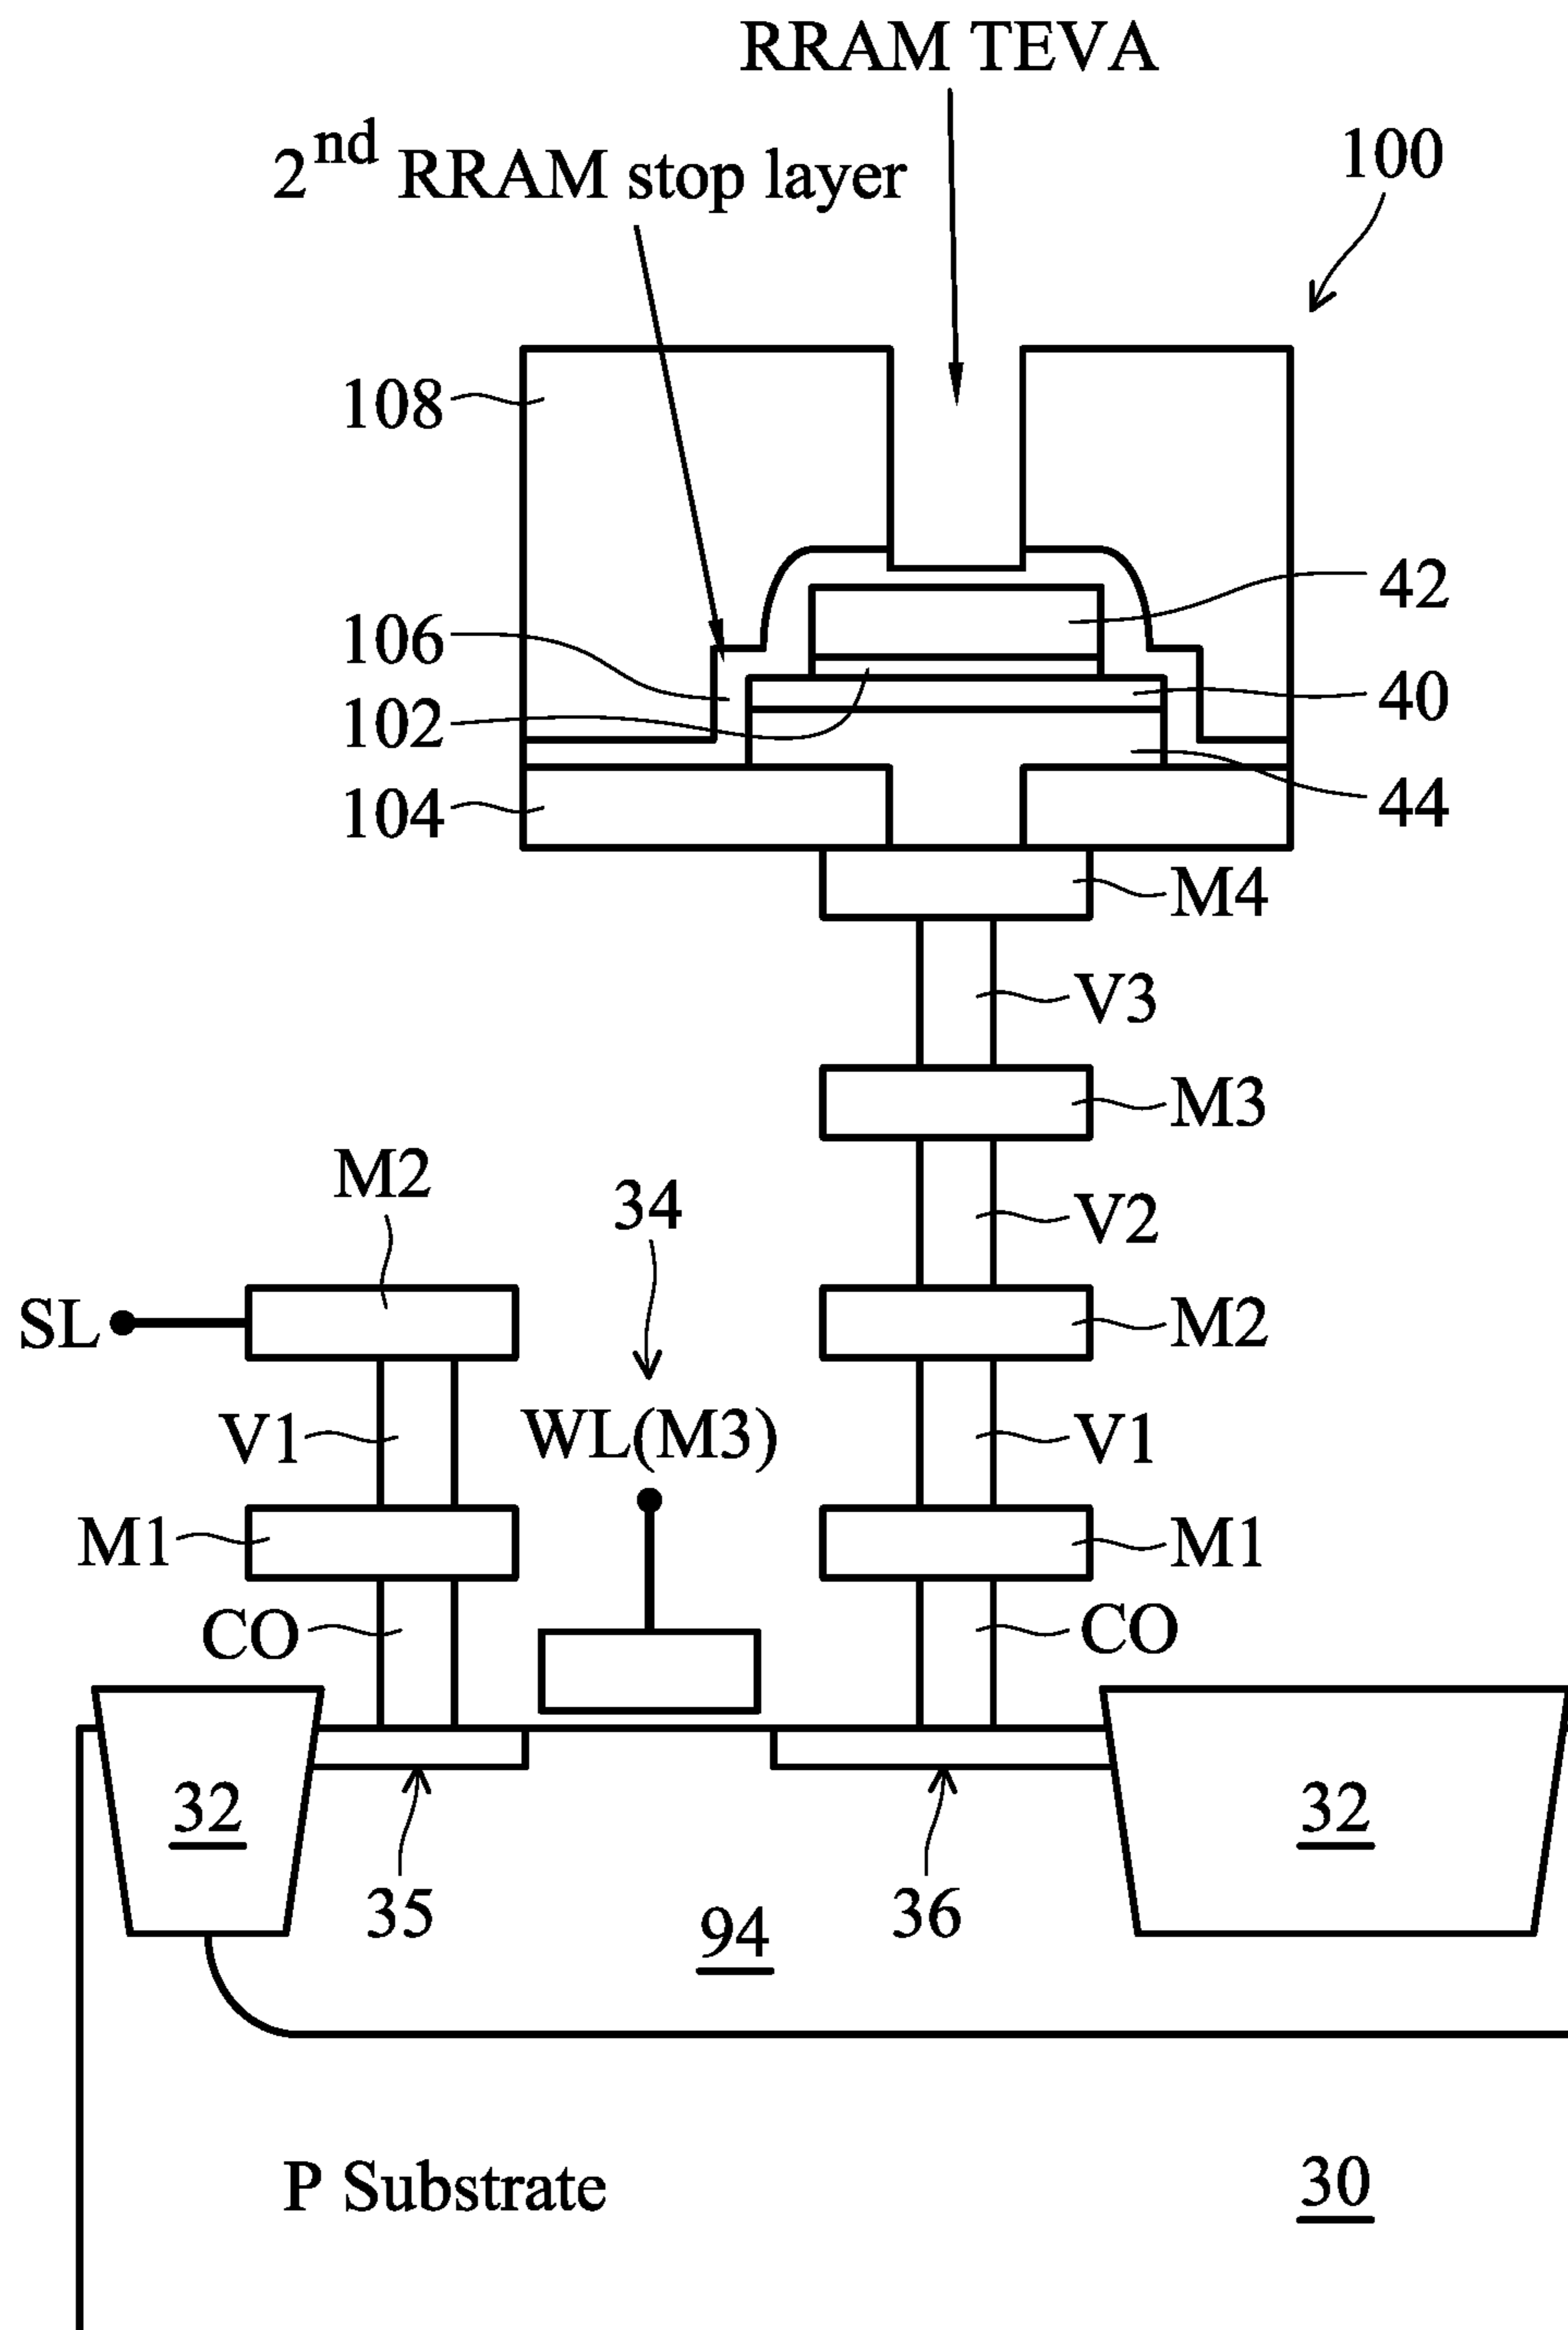 RRAM TEVA
2nd RRAM stop layer
100
108
42
106
40
102
44
104
M4
V3
M3
M2
34
V2
SL
M2
WL(M3)
V1
V1
M1
M1
CO
CO
32
32
35
36
94
P Substrate
30